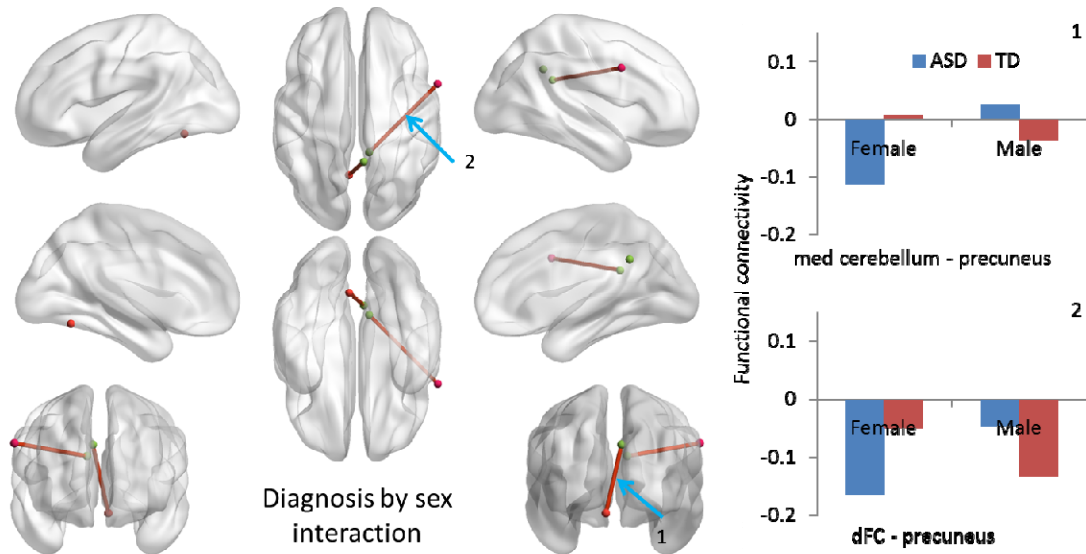 2
Diagnosis by sex
interaction
1
Functional connectivity
1
ASD TD
0.1
0
-0.1
-0.2
Female Male
med cerebellum - precuneus
2
0.1
0
-0.1
-0.2
Female Male
dFC - precuneus